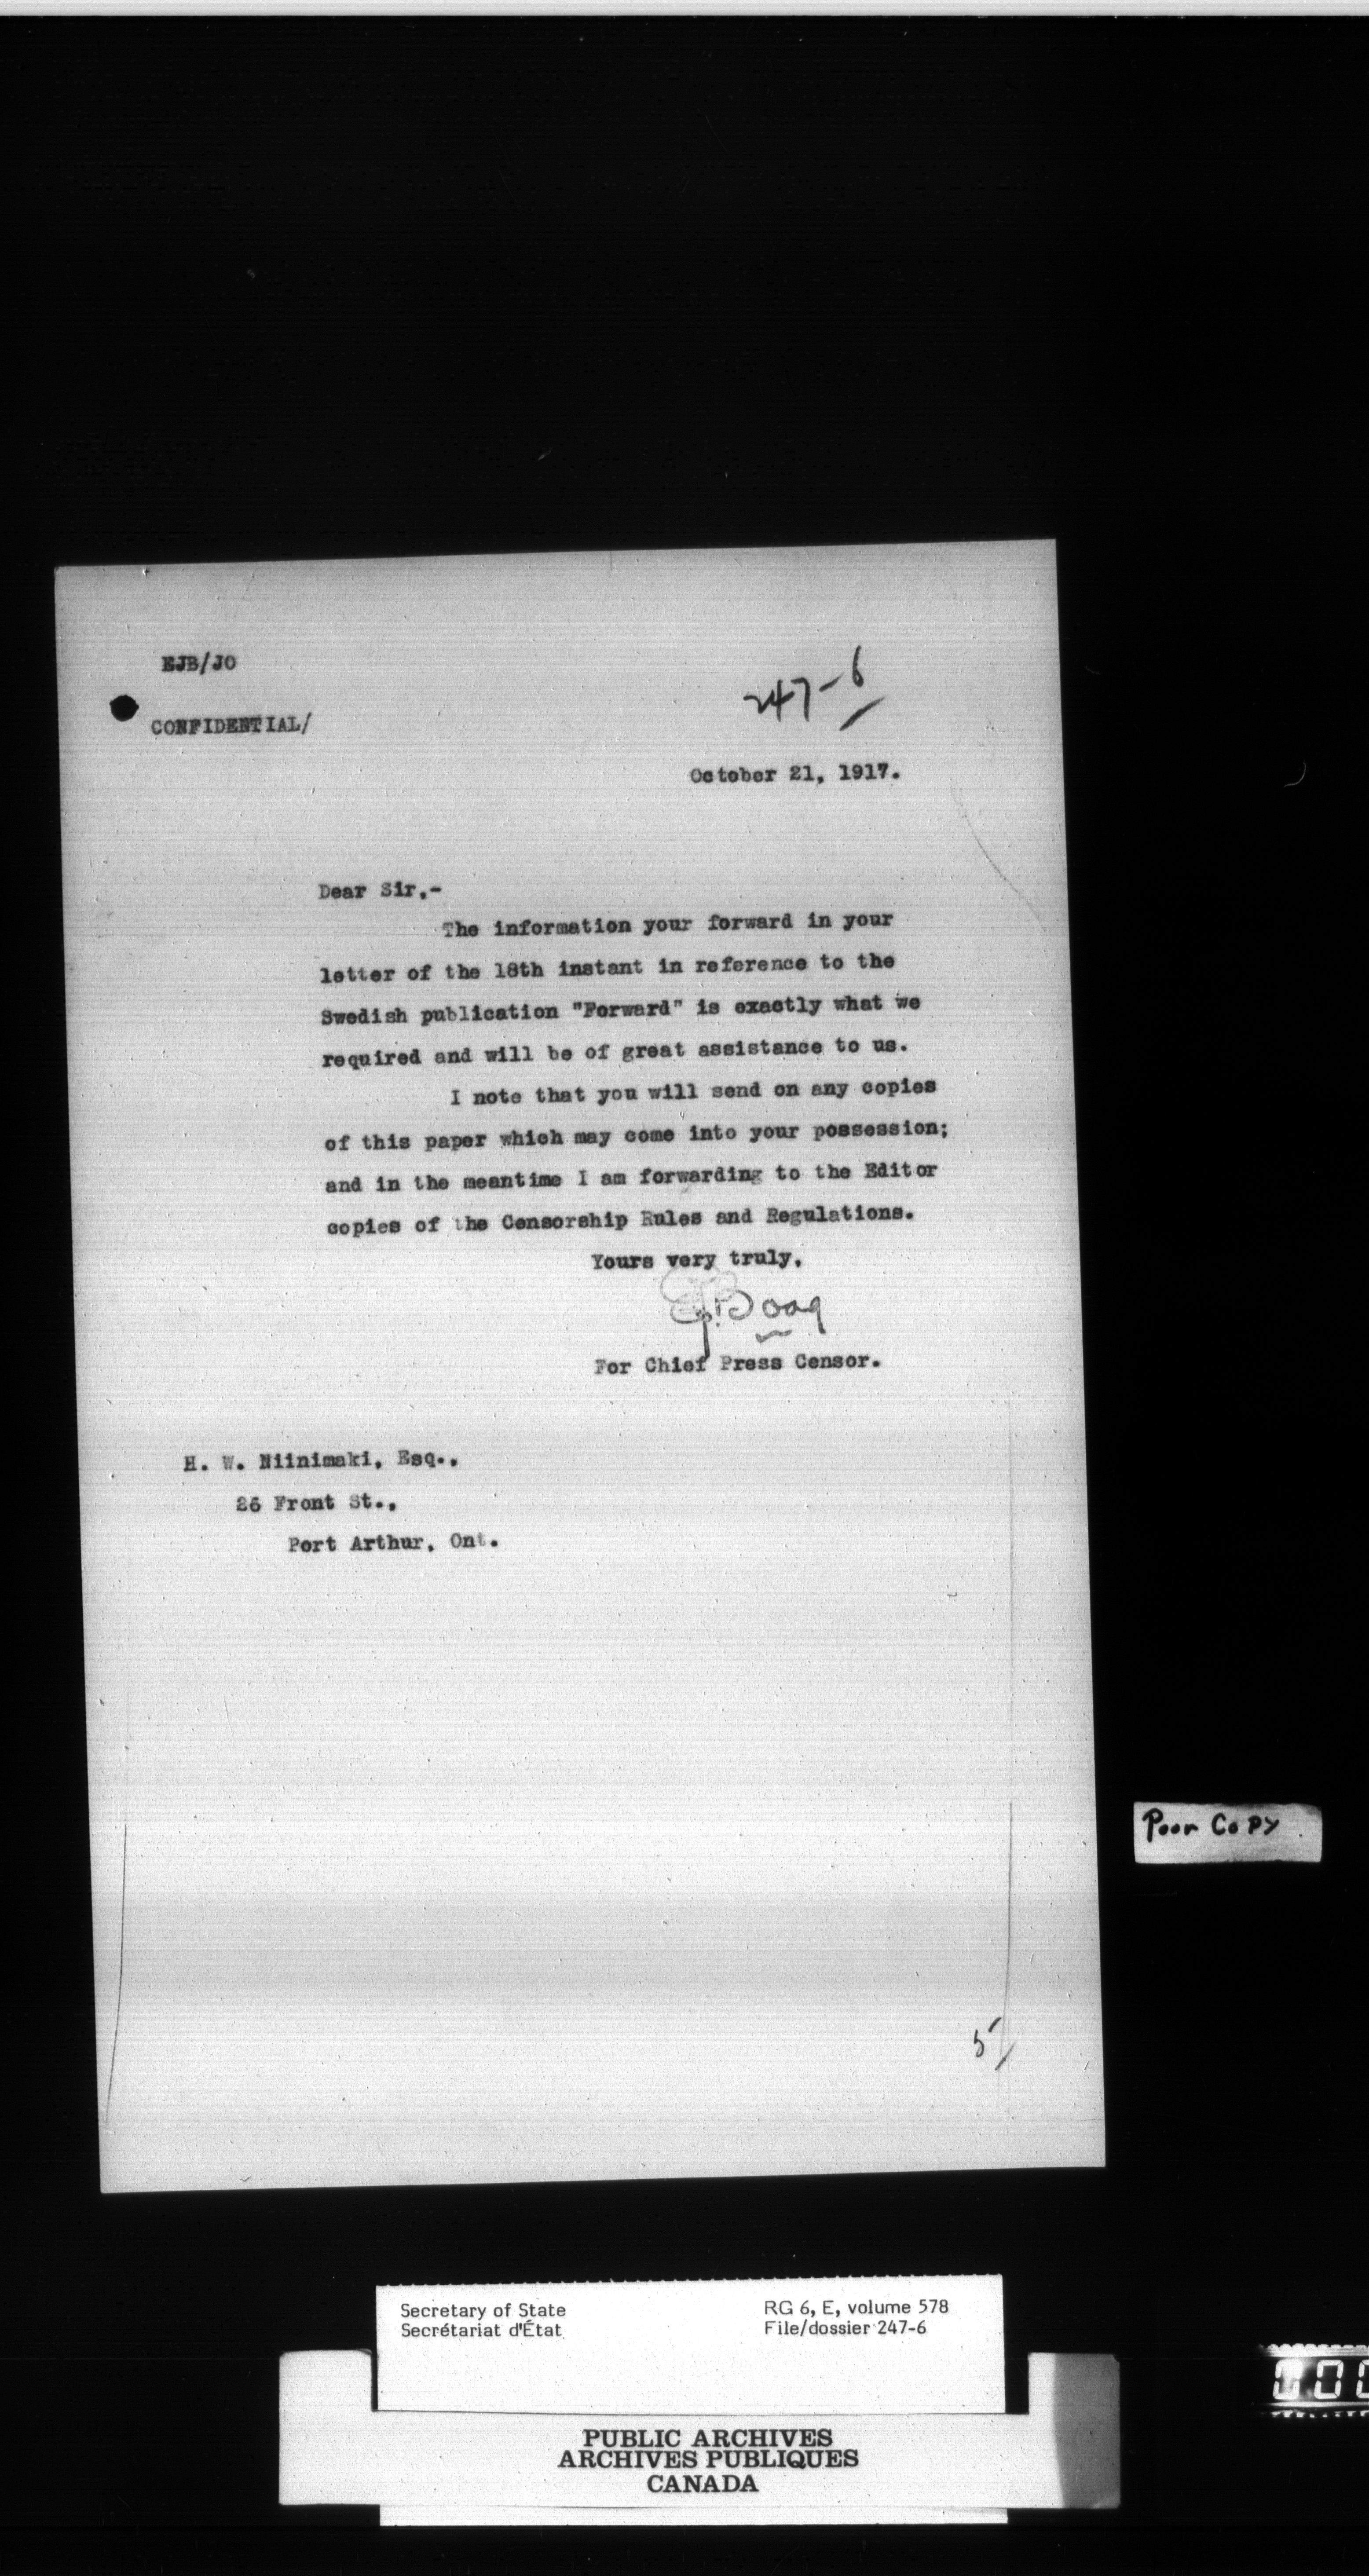 EJB/JO
247-6
CONFIDENTIAL/
October 21, 1917.
Dear Sir,-
The information your forward in your
letter of the 18th instant in reference to the
Swedish publication "Forward" is exactly what we
required and will be of great assistance to us.
I note that you will send on any copies
of this paper which may come into your possession;
and in the meantime I am forwarding to the Editor
copies of the Censorship Rules and Regulations.
Yours very truly,
EJ.Boag
For Chief Press Censor.
H. W. Niinimaki, Esq.,
26 Front St.,
Port Arthur, Ont.
Poor Copy
5/
Secretary of State
Secrétariat d'État
RG 6, E, volume 578
File/dossier 247-6
PUBLIC ARCHIVES
ARCHIVES PUBLIQUES
CANADA